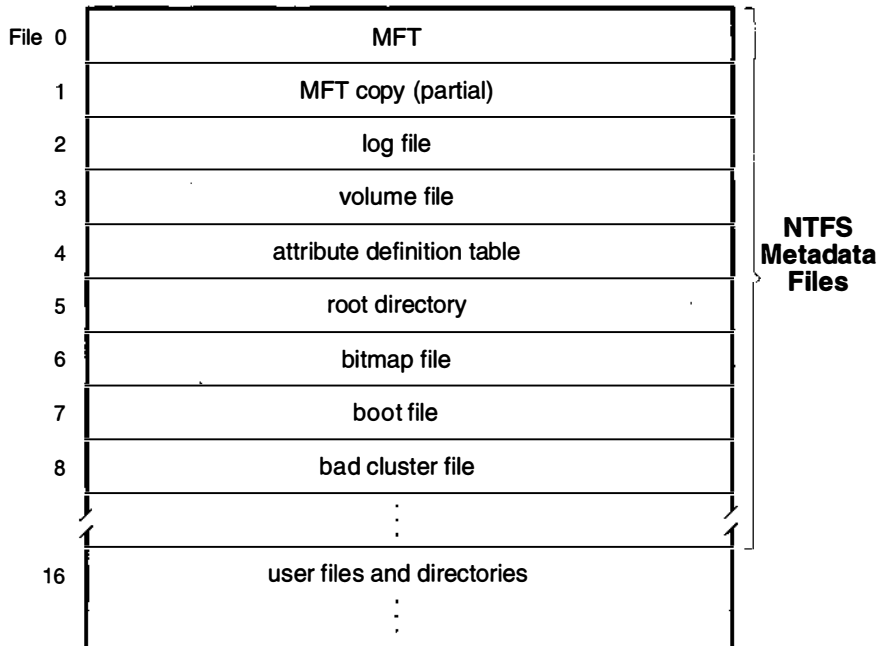 File 0 MFT
1 MFT copy (partial)
2 log file
3 volume file
4 attribute definition table
5 root directory
6 bitmap file
7 boot file
8 bad cluster file
16 user files and directories
NTFS
Metadata
Files